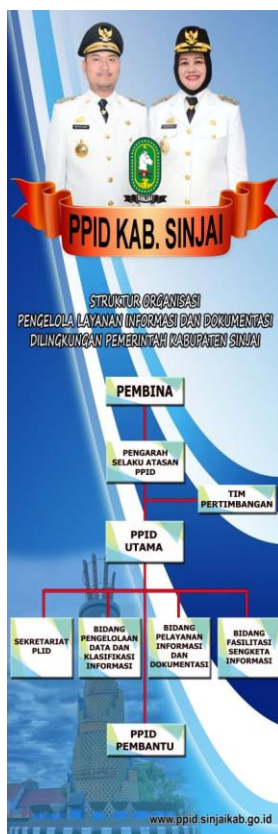 PPID KAB. SINJAI
STRUKTUR ORGANISASI
PENGELOLA LAYANAN INFORMASI DAN DOKUMENTASI
DILINGKUNGAN PEMERINTAH KABUPATEN SINJAI
PEMBINA
PENGARAH
SELAKU ATASAN
PPID
TIM
PERTIMBANGAN
PPID
UTAMA
SEKRETARIAT
PLID
BIDANG
PENGELOLAAN
DATA DAN
KLASIFIKASI
INFORMASI
BIDANG
PELAYANAN
INFORMASI
DAN
DOKUMENTASI
BIDANG
FASILITASI
SENGKETA
INFORMASI
PPID
PEMBANTU
www.ppid.sinjaikab.go.id